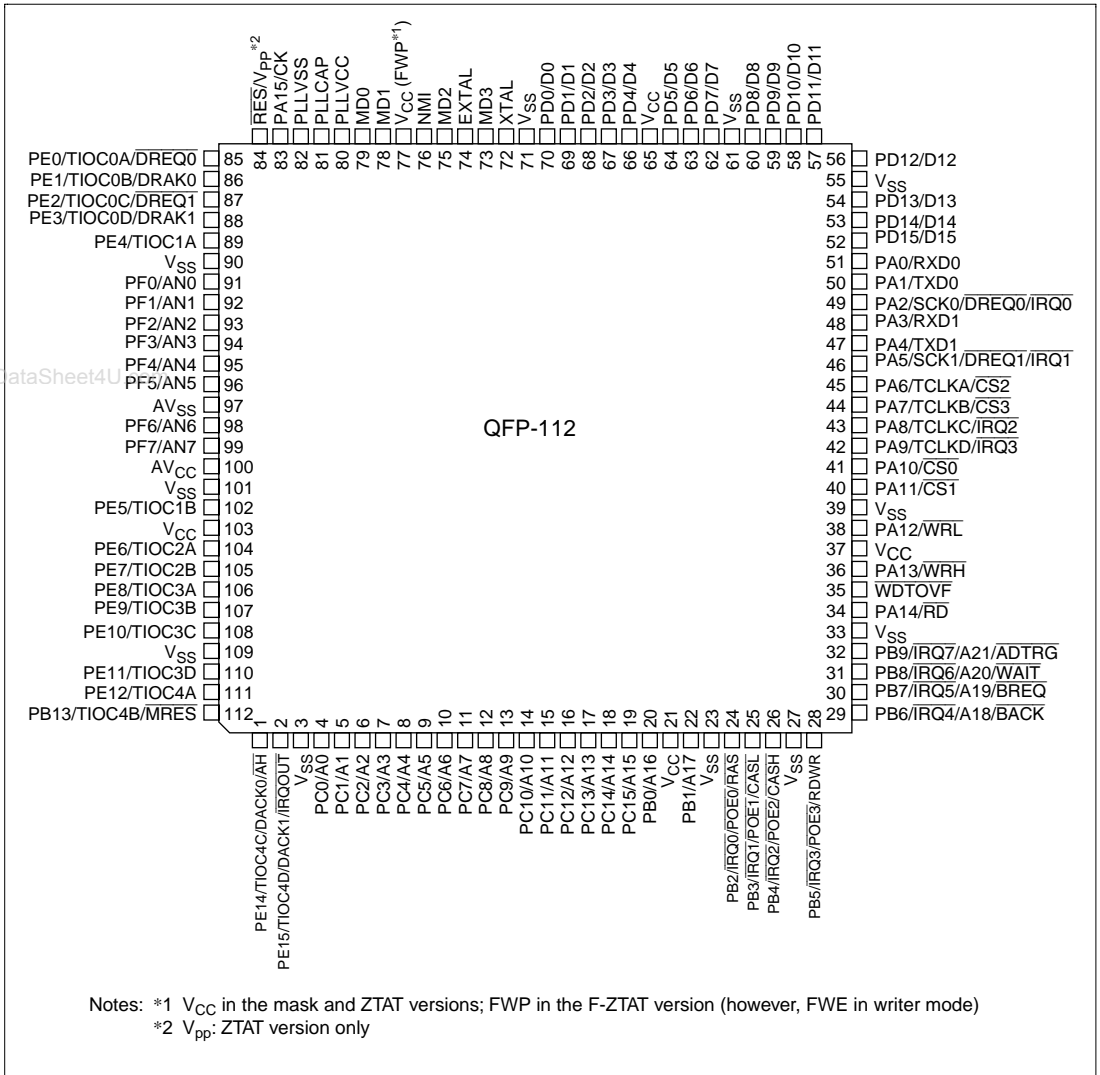 RES/VPP*2
PA15/CK
PLLVSS
PLLCAP
PLLVCC
MD0
MD1
VCC (FWP*1)
NMI
MD2
EXTAL
MD3
XTAL
VSS
PD0/D0
PD1/D1
PD2/D2
PD3/D3
PD4/D4
VCC
PD5/D5
PD6/D6
PD7/D7
VSS
PD8/D8
PD9/D9
PD10/D10
PD11/D11
84 83 82 81 80 79 78 77 76 75 74 73 72 71 70 69 68 67 66 65 64 63 62 61 60 59 58 57
PE0/TIOC0A/DREQ0 85
PE1/TIOC0B/DRAK0 86
PE2/TIOC0C/DREQ1 87
PE3/TIOC0D/DRAK1 88
PE4/TIOC1A 89
VSS 90
PF0/AN0 91
PF1/AN1 92
PF2/AN2 93
PF3/AN3 94
PF4/AN4 95
DataSheet4U.com
PF5/AN5 96
AVSS 97
PF6/AN6 98
PF7/AN7 99
AVCC 100
VSS 101
PE5/TIOC1B 102
VCC 103
PE6/TIOC2A 104
PE7/TIOC2B 105
PE8/TIOC3A 106
PE9/TIOC3B 107
PE10/TIOC3C 108
VSS 109
PE11/TIOC3D 110
PE12/TIOC4A 111
PB13/TIOC4B/MRES 112
QFP-112
56 PD12/D12
55 VSS
54 PD13/D13
53 PD14/D14
52 PD15/D15
51 PA0/RXD0
50 PA1/TXD0
49 PA2/SCK0/DREQ0/IRQ0
48 PA3/RXD1
47 PA4/TXD1
46 PA5/SCK1/DREQ1/IRQ1
45 PA6/TCLKA/CS2
44 PA7/TCLKB/CS3
43 PA8/TCLKC/IRQ2
42 PA9/TCLKD/IRQ3
41 PA10/CS0
40 PA11/CS1
39 VSS
38 PA12/WRL
37 VCC
36 PA13/WRH
35 WDTOVF
34 PA14/RD
33 VSS
32 PB9/IRQ7/A21/ADTRG
31 PB8/IRQ6/A20/WAIT
30 PB7/IRQ5/A19/BREQ
29 PB6/IRQ4/A18/BACK
1 2 3 4 5 6 7 8 9 10 11 12 13 14 15 16 17 18 19 20 21 22 23 24 25 26 27 28
PE14/TIOC4C/DACK0/AH
PE15/TIOC4D/DACK1/IRQOUT
VSS
PC0/A0
PC1/A1
PC2/A2
PC3/A3
PC4/A4
PC5/A5
PC6/A6
PC7/A7
PC8/A8
PC9/A9
PC10/A10
PC11/A11
PC12/A12
PC13/A13
PC14/A14
PC15/A15
PB0/A16
VCC
PB1/A17
VSS
PB2/IRQ0/POE0/RAS
PB3/IRQ1/POE1/CASL
PB4/IRQ2/POE2/CASH
VSS
PB5/IRQ3/POE3/RDWR
Notes: *1 VCC in the mask and ZTAT versions; FWP in the F-ZTAT version (however, FWE in writer mode)
*2 Vpp: ZTAT version only